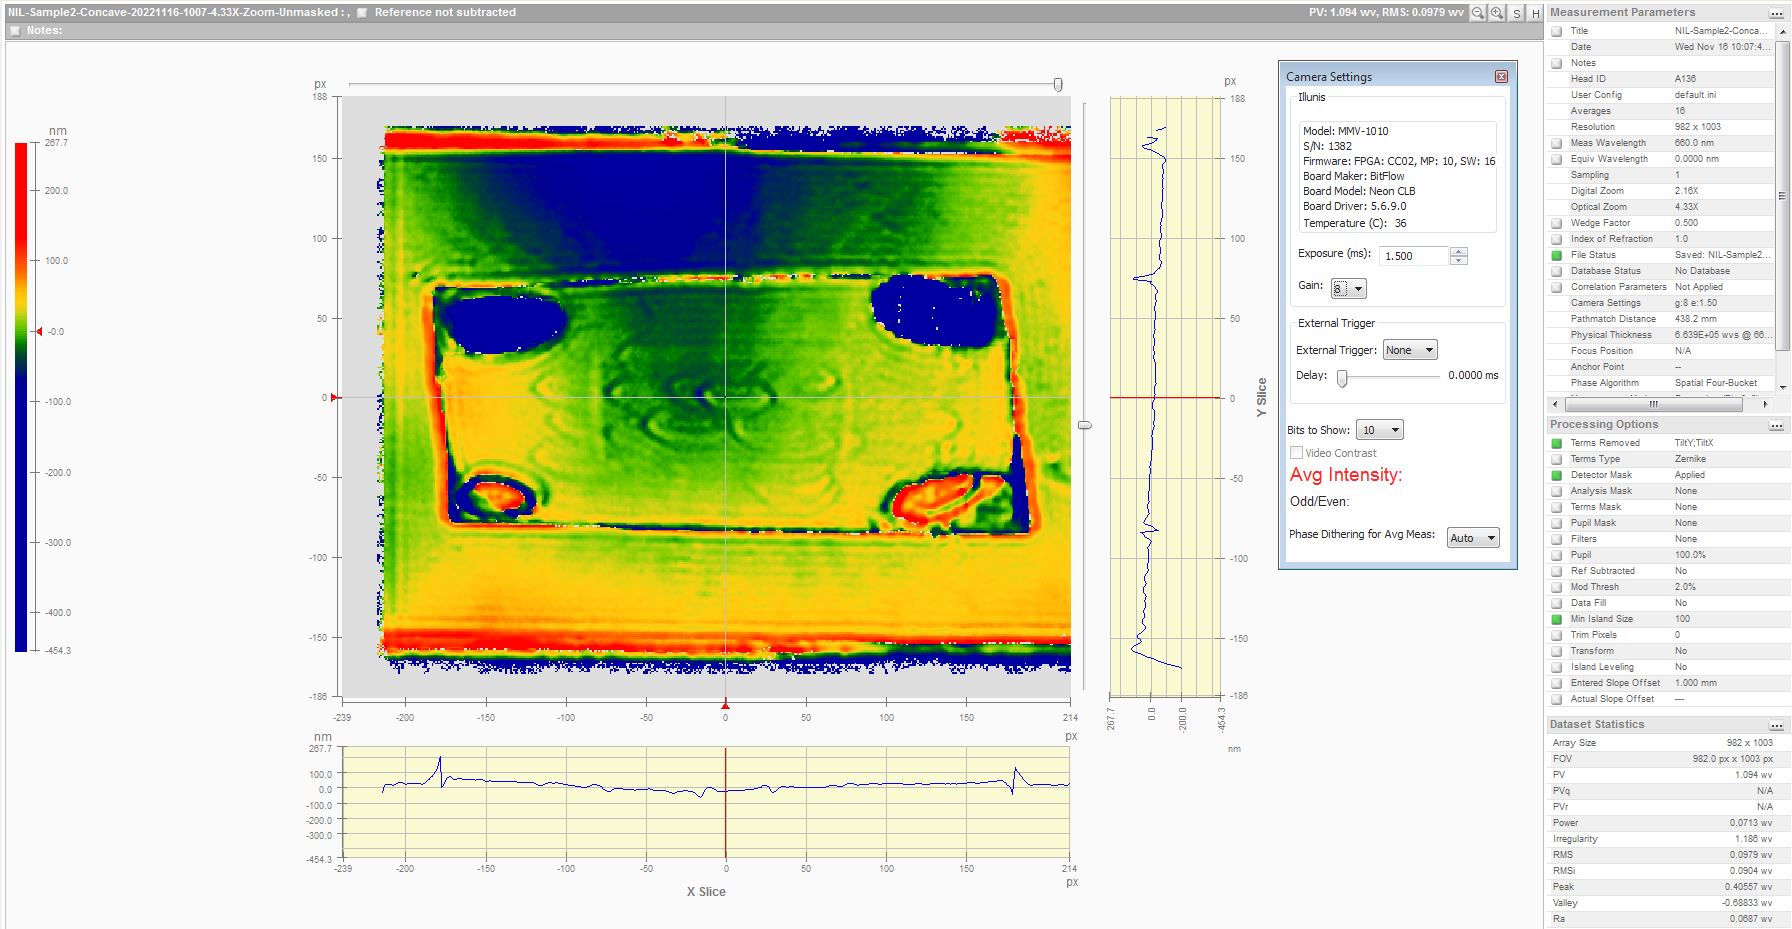 NIL-Sample2-Concave-20221116-1007-4.33X-Zoom-Unmasked : , Reference not subtracted
PV: 1.094 wv, RMS: 0.0979 wv
S H
Notes:
nm
267.7
200.0
100.0
-0.0
-100.0
-200.0
-300.0
-400.0
-454.3
px
188
150
100
50
0
-50
-100
-150
-186
-239 -200 -150 -100 -50 0 50 100 150 214
px
px
188
150
100
50
0
-50
-100
-150
-186
Y Slice
267.7 0.0 -200.0 -454.3
nm
nm
267.7
100.0
0.0
-100.0
-200.0
-300.0
-454.3
-239 -200 -150 -100 -50 0 50 100 150 214
px
X Slice
Camera Settings
Illunis
Model: MMV-1010
S/N: 1382
Firmware: FPGA: CC02, MP: 10, SW: 16
Board Maker: BitFlow
Board Model: Neon CLB
Board Driver: 5.6.9.0
Temperature (C): 36
Exposure (ms): 1.500
Gain: 8
External Trigger
External Trigger: None
Delay: 0.0000 ms
Bits to Show: 10
Video Contrast
Avg Intensity:
Odd/Even:
Phase Dithering for Avg Meas: Auto
Measurement Parameters ...
Title NIL-Sample2-Conca...
Date Wed Nov 16 10:07:4...
Notes
Head ID A136
User Config default.ini
Averages 16
Resolution 982 x 1003
Meas Wavelength 660.0 nm
Equiv Wavelength 0.0000 nm
Sampling 1
Digital Zoom 2.16X
Optical Zoom 4.33X
Wedge Factor 0.500
Index of Refraction 1.0
File Status Saved: NIL-Sample2...
Database Status No Database
Correlation Parameters Not Applied
Camera Settings g:8 e:1.50
Pathmatch Distance 438.2 mm
Physical Thickness 6.639E+05 wvs @ 66...
Focus Position N/A
Anchor Point --
Phase Algorithm Spatial Four-Bucket
Processing Options ...
Terms Removed TiltY;TiltX
Terms Type Zernike
Detector Mask Applied
Analysis Mask None
Terms Mask None
Pupil Mask None
Filters None
Pupil 100.0%
Ref Subtracted No
Mod Thresh 2.0%
Data Fill No
Min Island Size 100
Trim Pixels 0
Transform No
Island Leveling No
Entered Slope Offset 1.000 mm
Actual Slope Offset ---
Dataset Statistics ...
Array Size 982 x 1003
FOV 982.0 px x 1003 px
PV 1.094 wv
PVq N/A
PVr N/A
Power 0.0713 wv
Irregularity 1.186 wv
RMS 0.0979 wv
RMSi 0.0904 wv
Peak 0.40557 wv
Valley -0.68833 wv
Ra 0.0687 wv